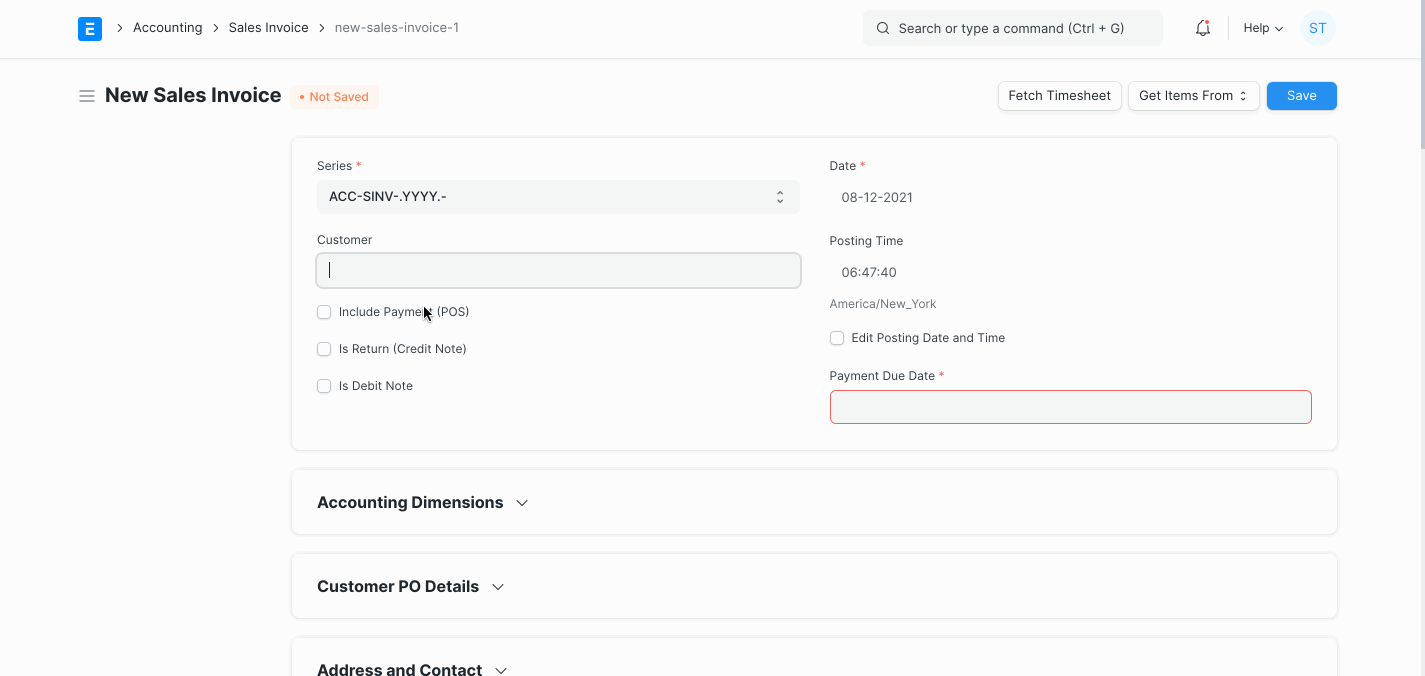 E > Accounting > Sales Invoice > new-sales-invoice-1
Search or type a command (Ctrl + G)
Help
ST
New Sales Invoice
• Not Saved
Fetch Timesheet
Get Items From
Save
Series *
ACC-SINV-.YYYY.-
Customer
Include Payment (POS)
Is Return (Credit Note)
Is Debit Note
Date *
08-12-2021
Posting Time
06:47:40
America/New_York
Edit Posting Date and Time
Payment Due Date *
Accounting Dimensions
Customer PO Details
Address and Contact